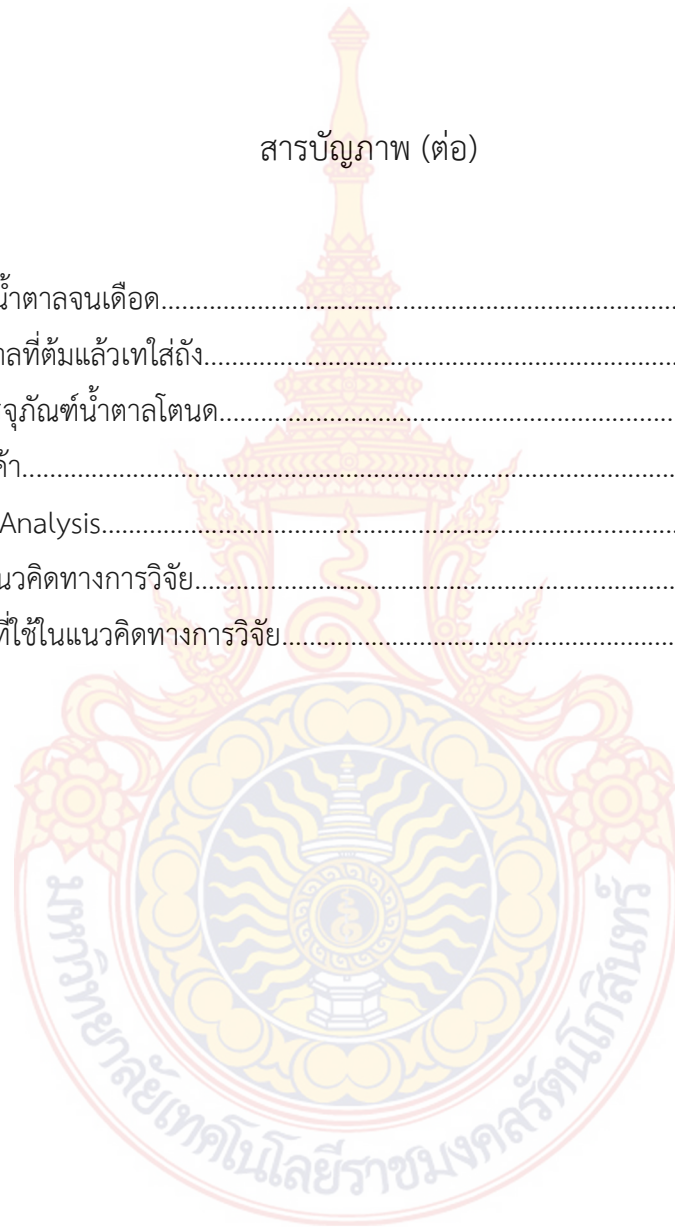 สารบัญภาพ (ต่อ)
น้ำตาลจนเดือด................................................................
าลที่ต้มแล้วเทใส่ถัง................................................................
รจุภัณฑ์น้ำตาลโตนด................................................................
ค้า................................................................
Analysis................................................................
นวคิดทางการวิจัย................................................................
ที่ใช้ในแนวคิดทางการวิจัย................................................................
มหาวิทยาลัยเทคโนโลยีราชมงคลรัตนโกสินทร์